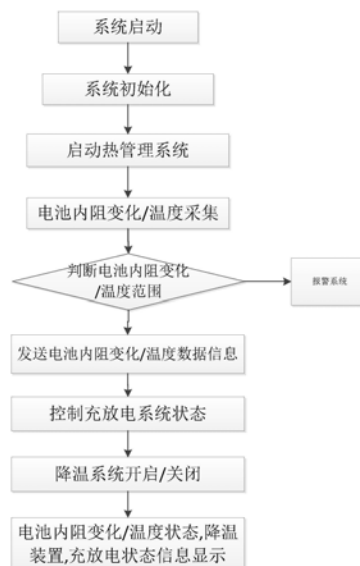 系统启动
系统初始化
启动热管理系统
电池内阻变化/温度采集
判断电池内阻变化
/温度范围
报警系统
发送电池内阻变化/温度数据信息
控制充放电系统状态
降温系统开启/关闭
电池内阻变化/温度状态,降温
装置,充放电状态信息显示